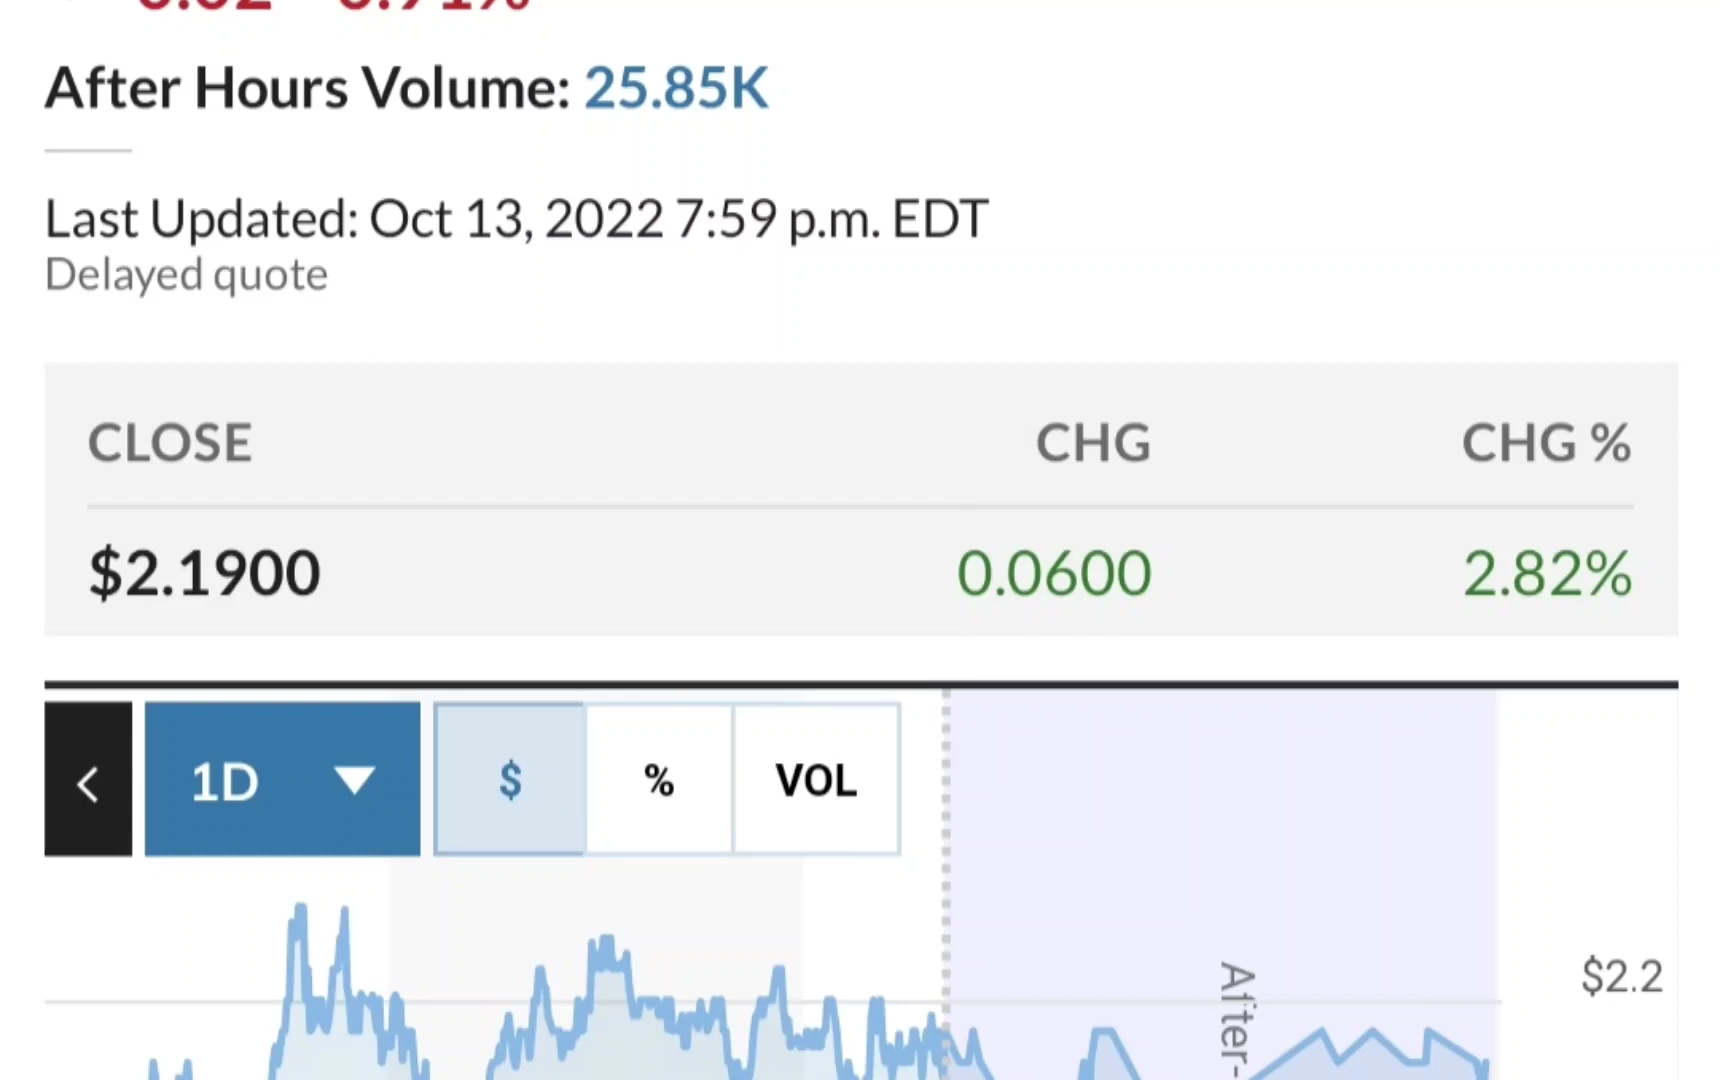 After Hours Volume: 25.85K
Last Updated: Oct 13, 2022 7:59 p.m. EDT
Delayed quote
CLOSE CHG CHG %
$2.1900 0.0600 2.82%
1D $ % VOL
$2.2
After-